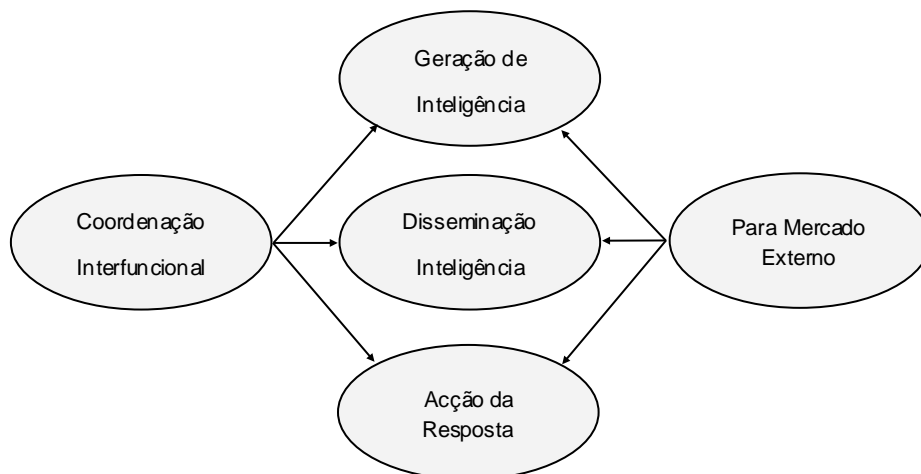 Geração de
Inteligência
Coordenação
Interfuncional
Disseminação
Inteligência
Para Mercado
Externo
Acção da
Resposta